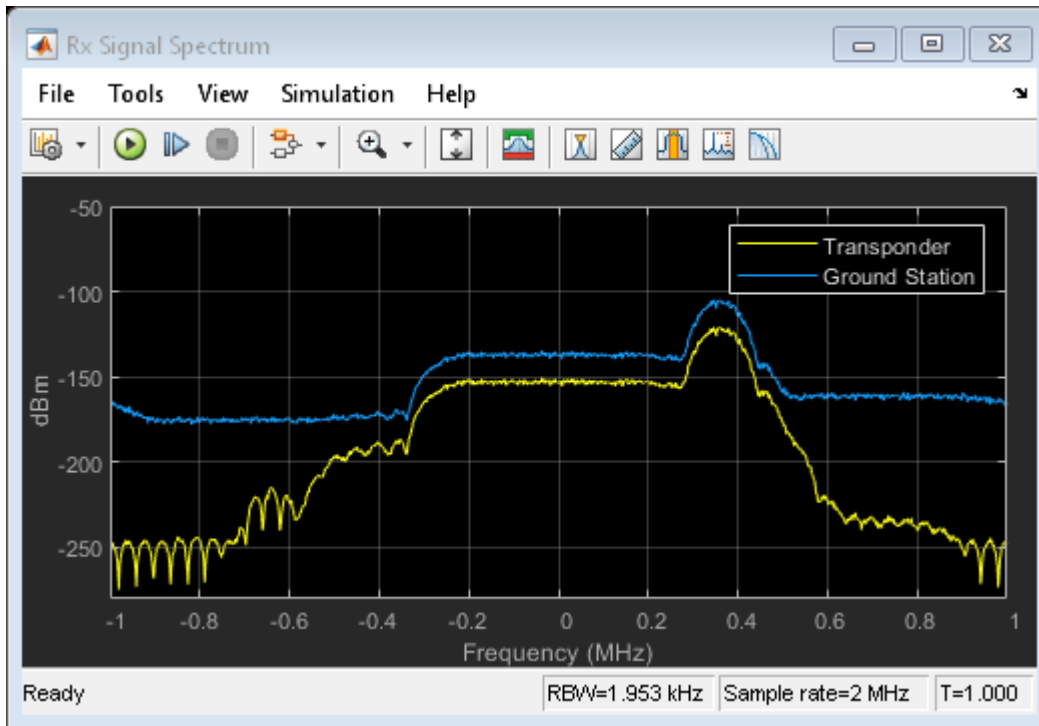 Rx Signal Spectrum
File Tools View Simulation Help
-50
-100
-150
-200
-250
dBm
Transponder
Ground Station
-1 -0.8 -0.6 -0.4 -0.2 0 0.2 0.4 0.6 0.8 1
Frequency (MHz)
Ready RBW=1.953 kHz Sample rate=2 MHz T=1.000